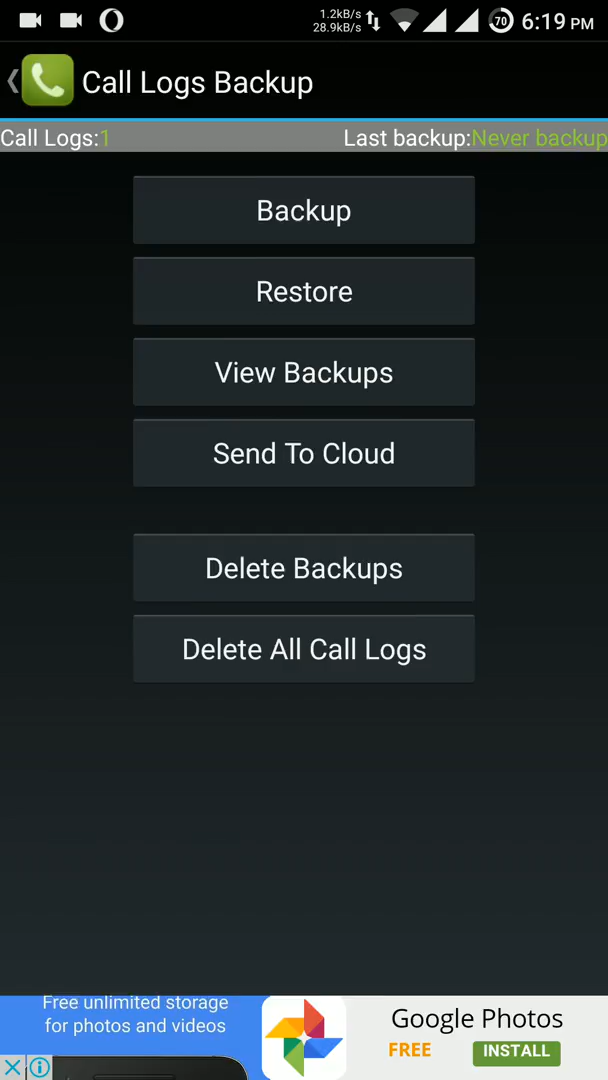 1.2kB/s
28.9kB/s
70
6:19 PM
Call Logs Backup
Call Logs:1 Last backup:Never backup
Backup
Restore
View Backups
Send To Cloud
Delete Backups
Delete All Call Logs
Free unlimited storage
for photos and videos
Google Photos
FREE INSTALL